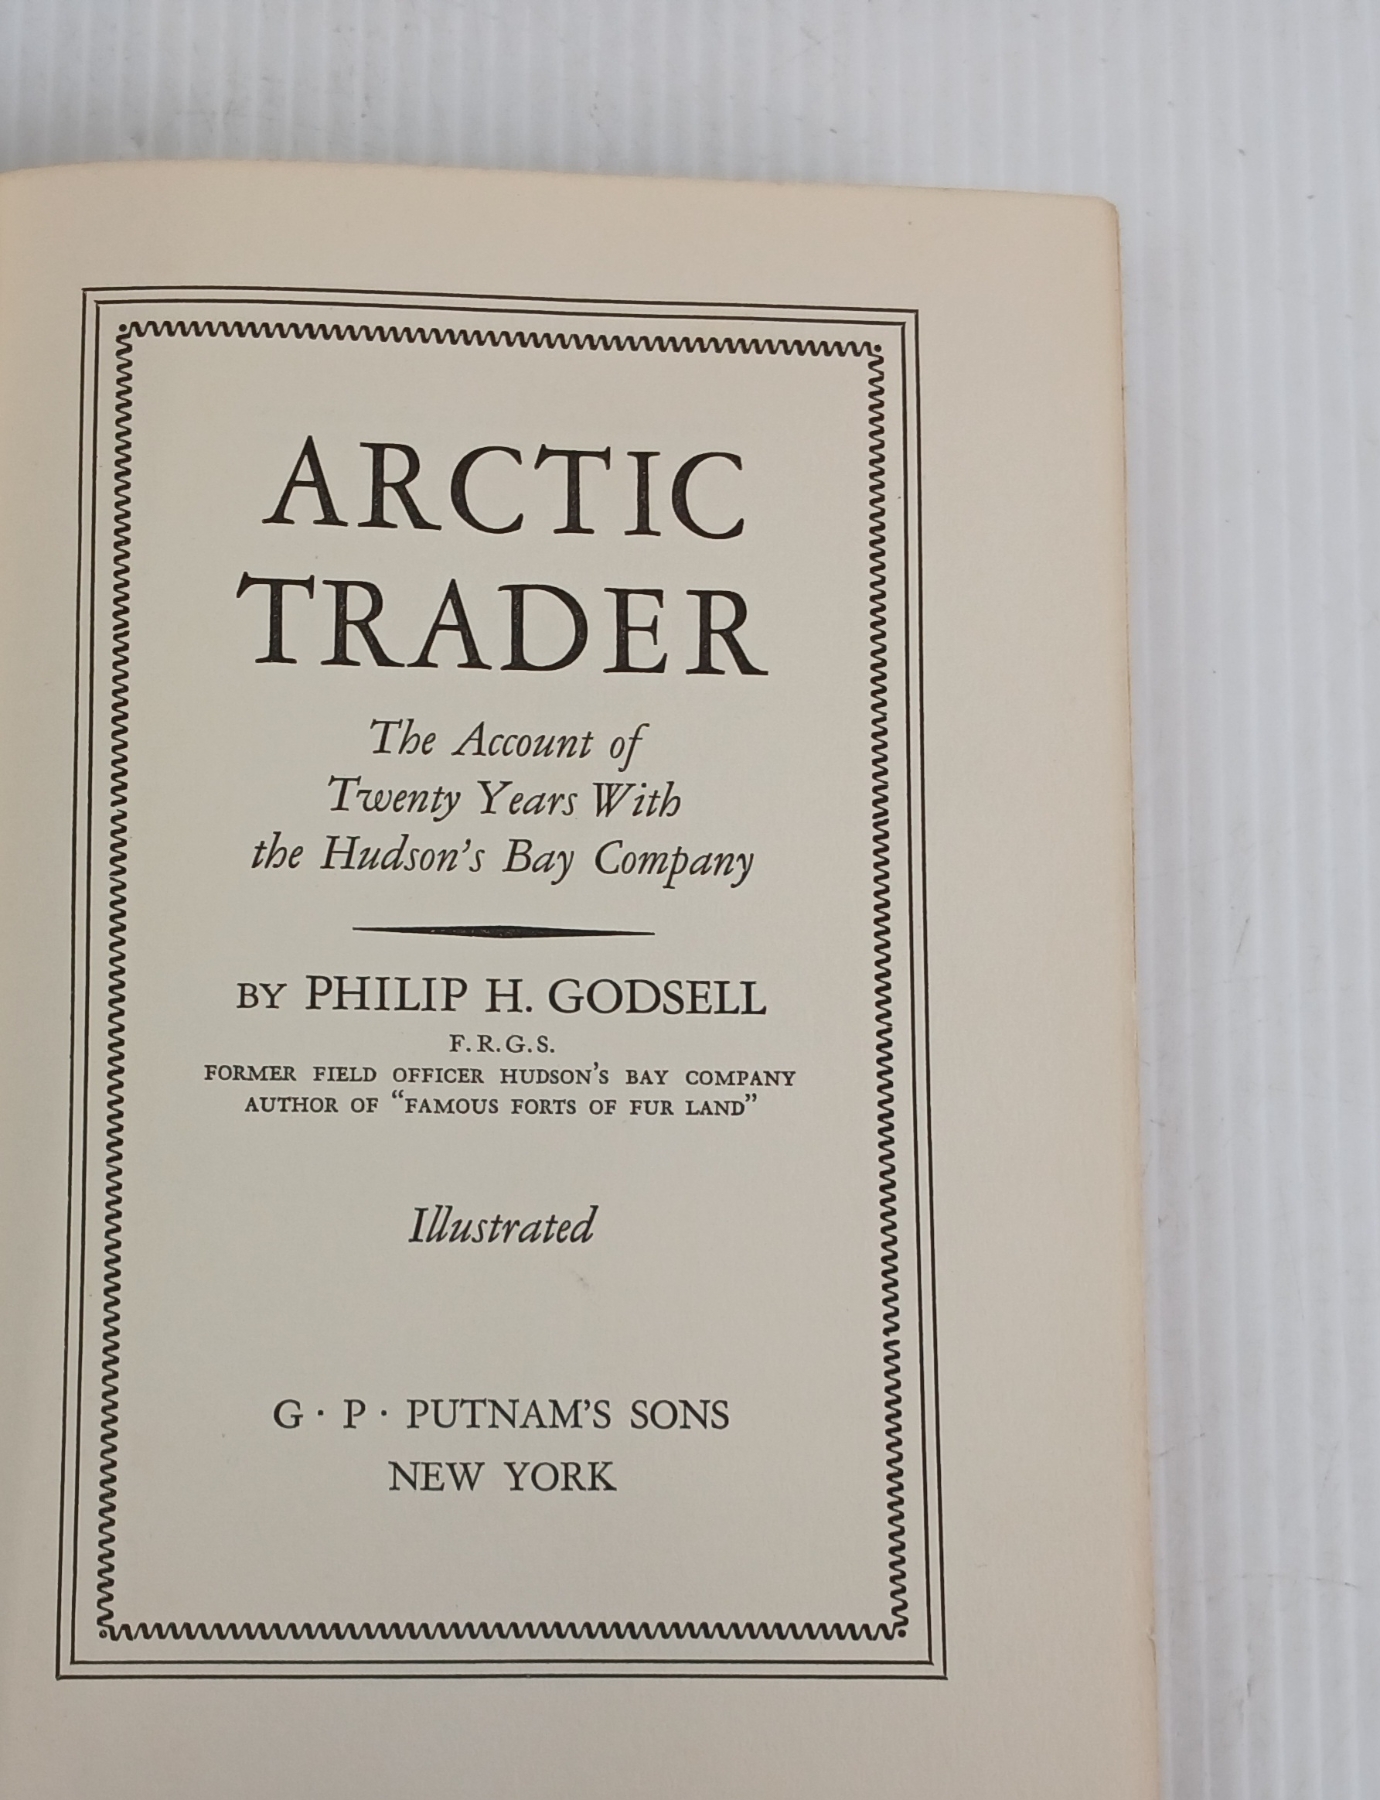 ARCTIC
TRADER
The Account of
Twenty Years With
the Hudson's Bay Company
BY PHILIP H. GODSELL
F.R.G.S.
FORMER FIELD OFFICER HUDSON'S BAY COMPANY
AUTHOR OF "FAMOUS FORTS OF FUR LAND"
Illustrated
G · P · PUTNAM'S SONS
NEW YORK